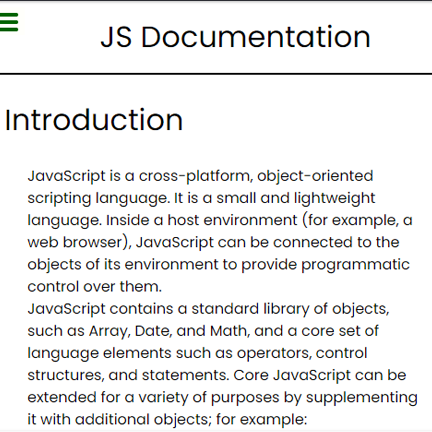 JS Documentation
Introduction
JavaScript is a cross-platform, object-oriented
scripting language. It is a small and lightweight
language. Inside a host environment (for example, a
web browser), JavaScript can be connected to the
objects of its environment to provide programmatic
control over them.
JavaScript contains a standard library of objects,
such as Array, Date, and Math, and a core set of
language elements such as operators, control
structures, and statements. Core JavaScript can be
extended for a variety of purposes by supplementing
it with additional objects; for example: